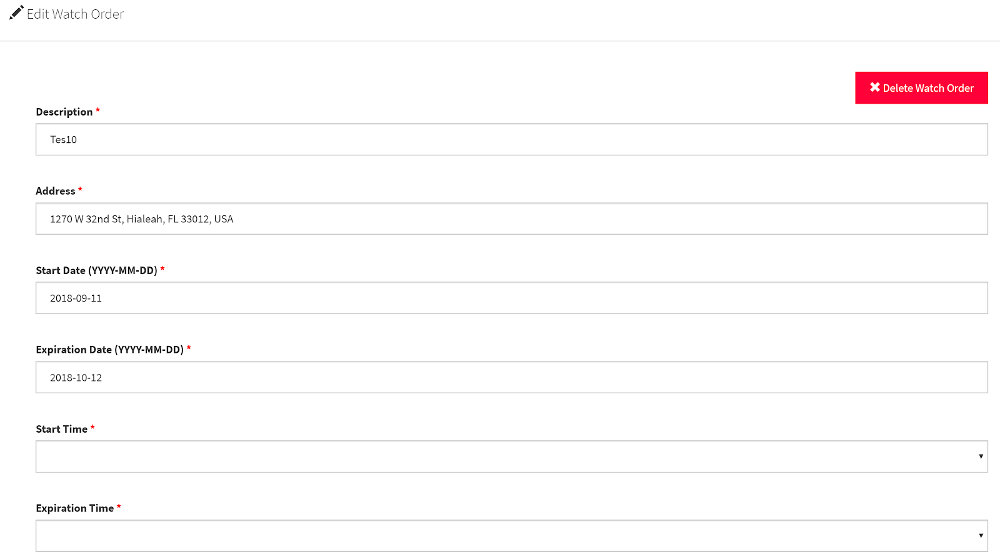 Edit Watch Order
Delete Watch Order
Description *
Tes10
Address *
1270 W 32nd St, Hialeah, FL 33012, USA
Start Date (YYYY-MM-DD) *
2018-09-11
Expiration Date (YYYY-MM-DD) *
2018-10-12
Start Time *
Expiration Time *